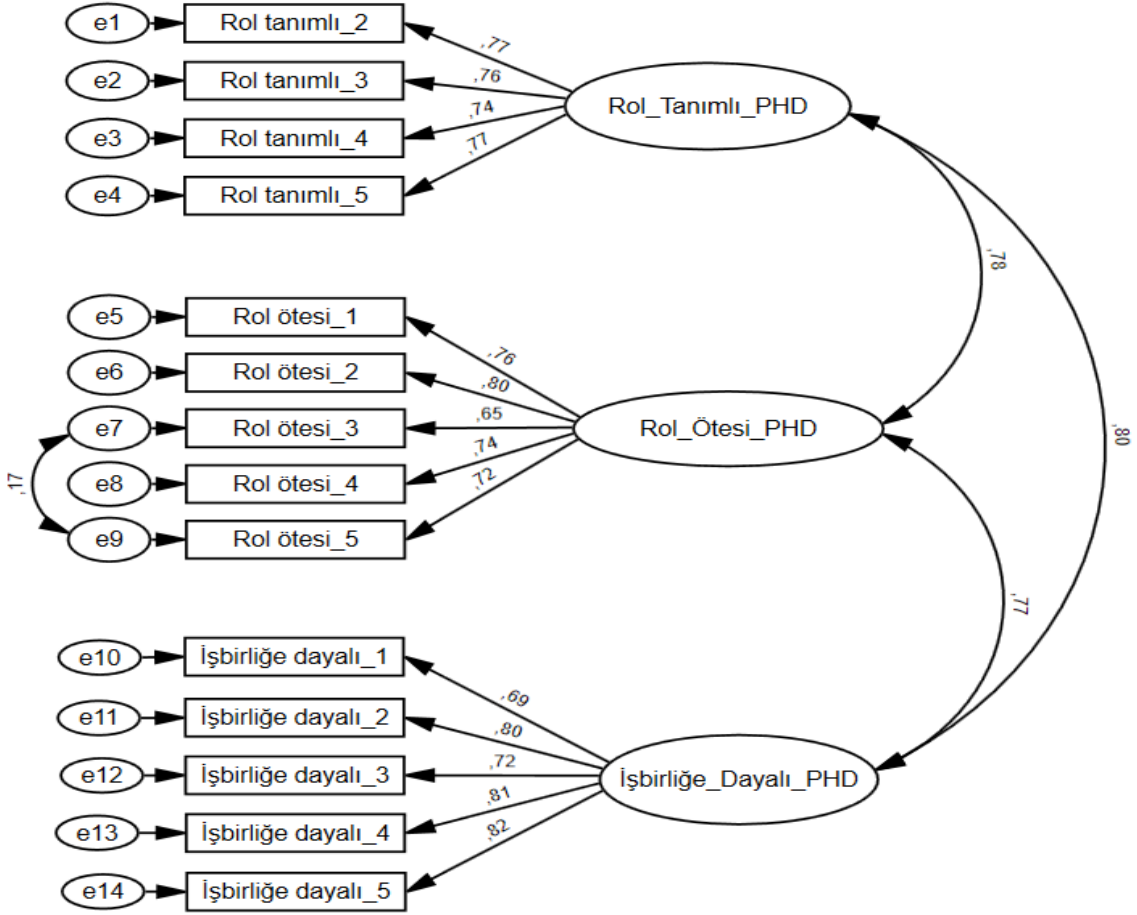 e1 Rol tanımlı_2
e2 Rol tanımlı_3
e3 Rol tanımlı_4
e4 Rol tanımlı_5
,77
,76
,74
,77
Rol_Tanımlı_PHD
e5 Rol ötesi_1
e6 Rol ötesi_2
e7 Rol ötesi_3
e8 Rol ötesi_4
e9 Rol ötesi_5
,17
,76
,80
,65
,74
,72
Rol_Ötesi_PHD
e10 İşbirliğe dayalı_1
e11 İşbirliğe dayalı_2
e12 İşbirliğe dayalı_3
e13 İşbirliğe dayalı_4
e14 İşbirliğe dayalı_5
,69
,80
,72
,81
,82
İşbirliğe_Dayalı_PHD
,78
,77
,80